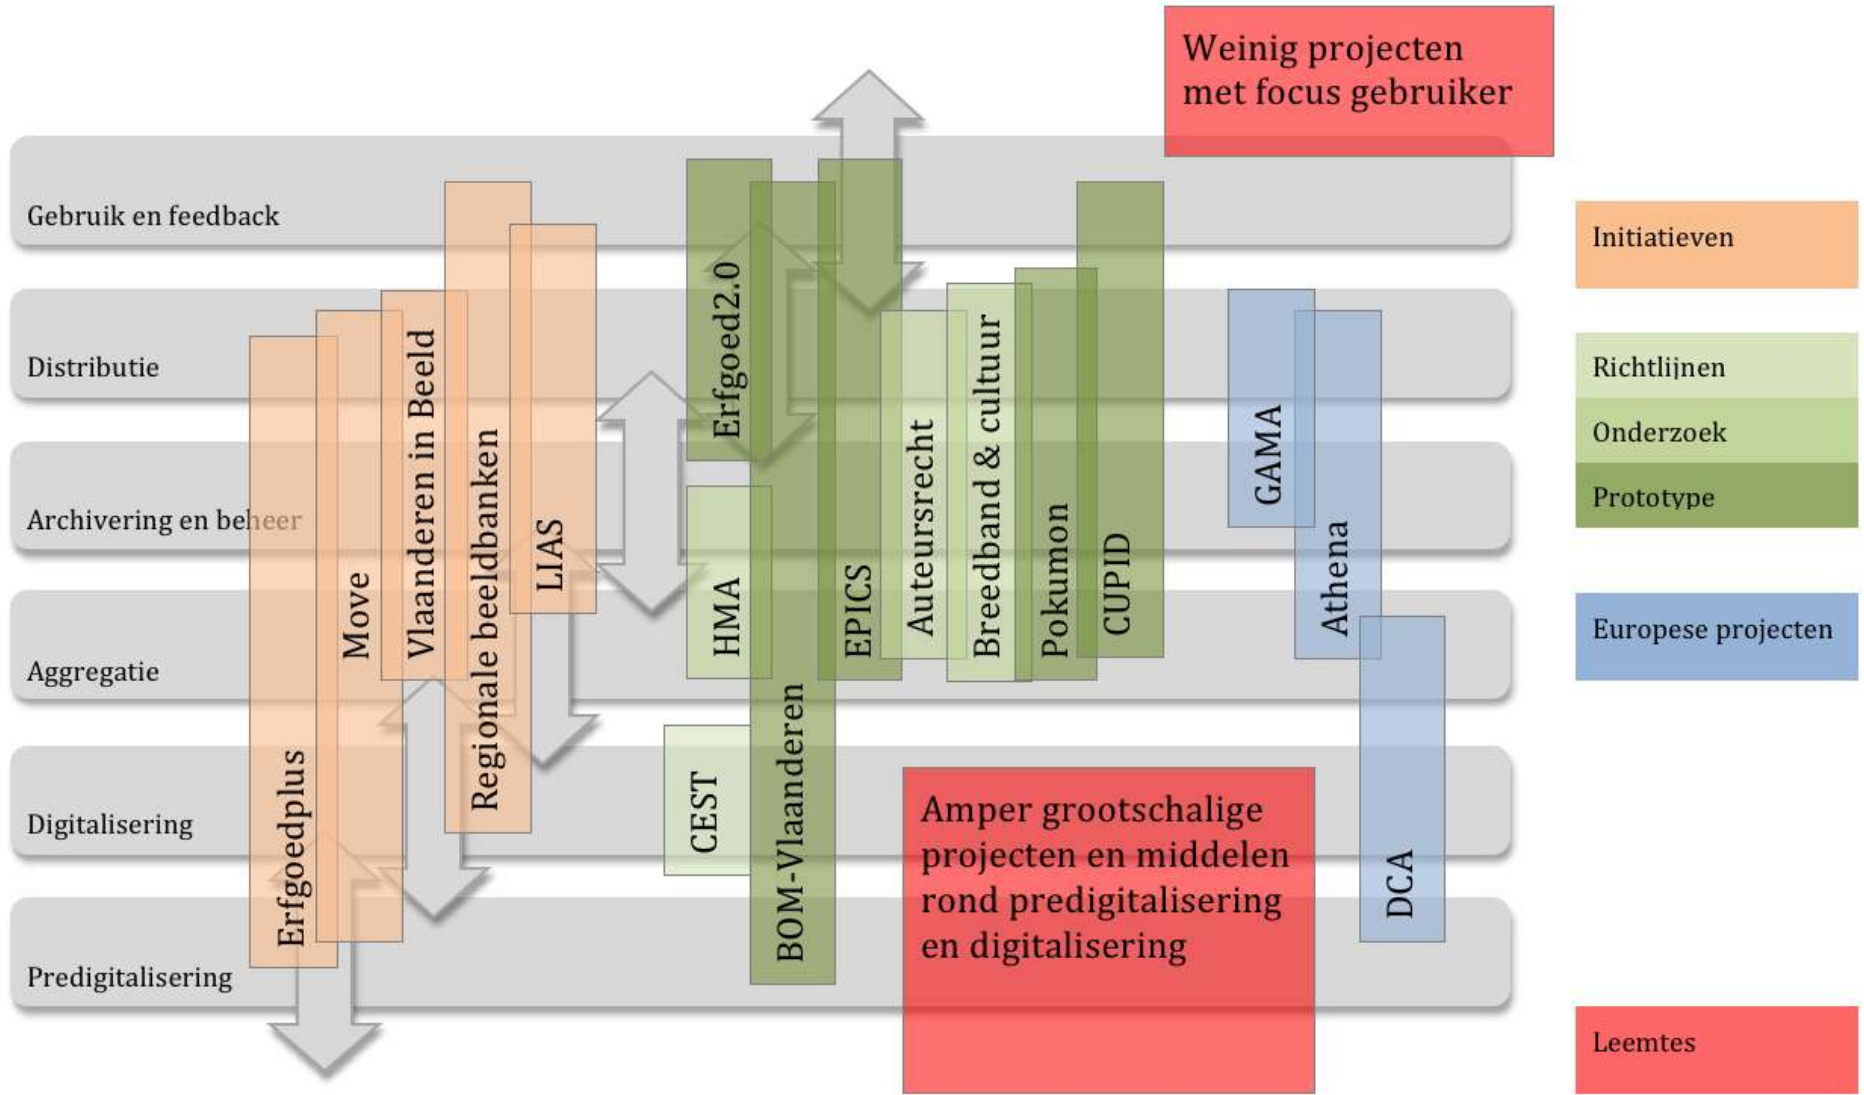 Weinig projecten
met focus gebruiker
Gebruik en feedback
Distributie
Archivering en beheer
Aggregatie
Digitalisering
Predigitalisering
Erfgoedplus
Move
Vlaanderen in Beeld
Regionale beeldbanken
LIAS
Erfgoed2.0
HMA
CEST
BOM-Vlaanderen
EPICS
Auteursrecht
Breedband & cultuur
Pokumon
CUPID
GAMA
Athena
DCA
Amper grootschalige
projecten en middelen
rond predigitalisering
en digitalisering
Initiatieven
Richtlijnen
Onderzoek
Prototype
Europese projecten
Leemtes